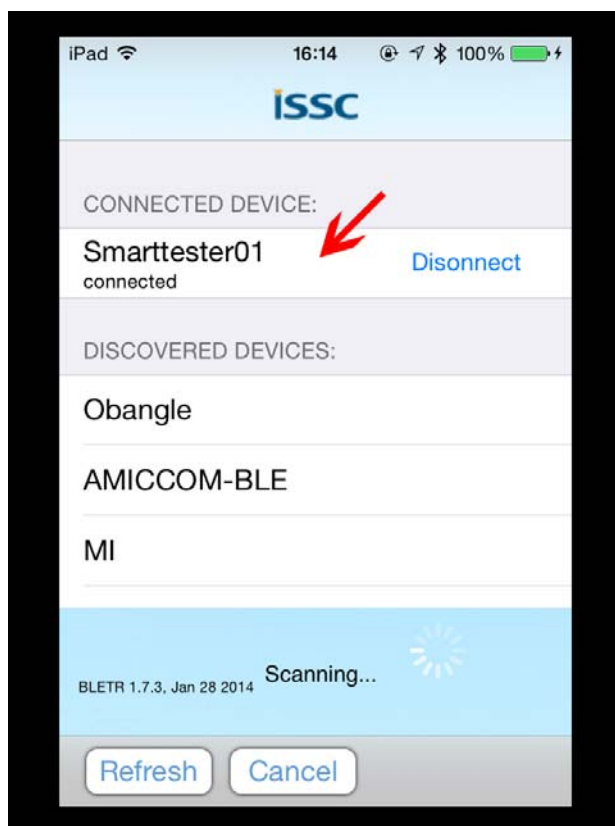 iPad 16:14 100%
issc
CONNECTED DEVICE:
Smarttester01
connected
Disonnect
DISCOVERED DEVICES:
Obangle
AMICCOM-BLE
MI
BLETR 1.7.3, Jan 28 2014 Scanning...
Refresh Cancel